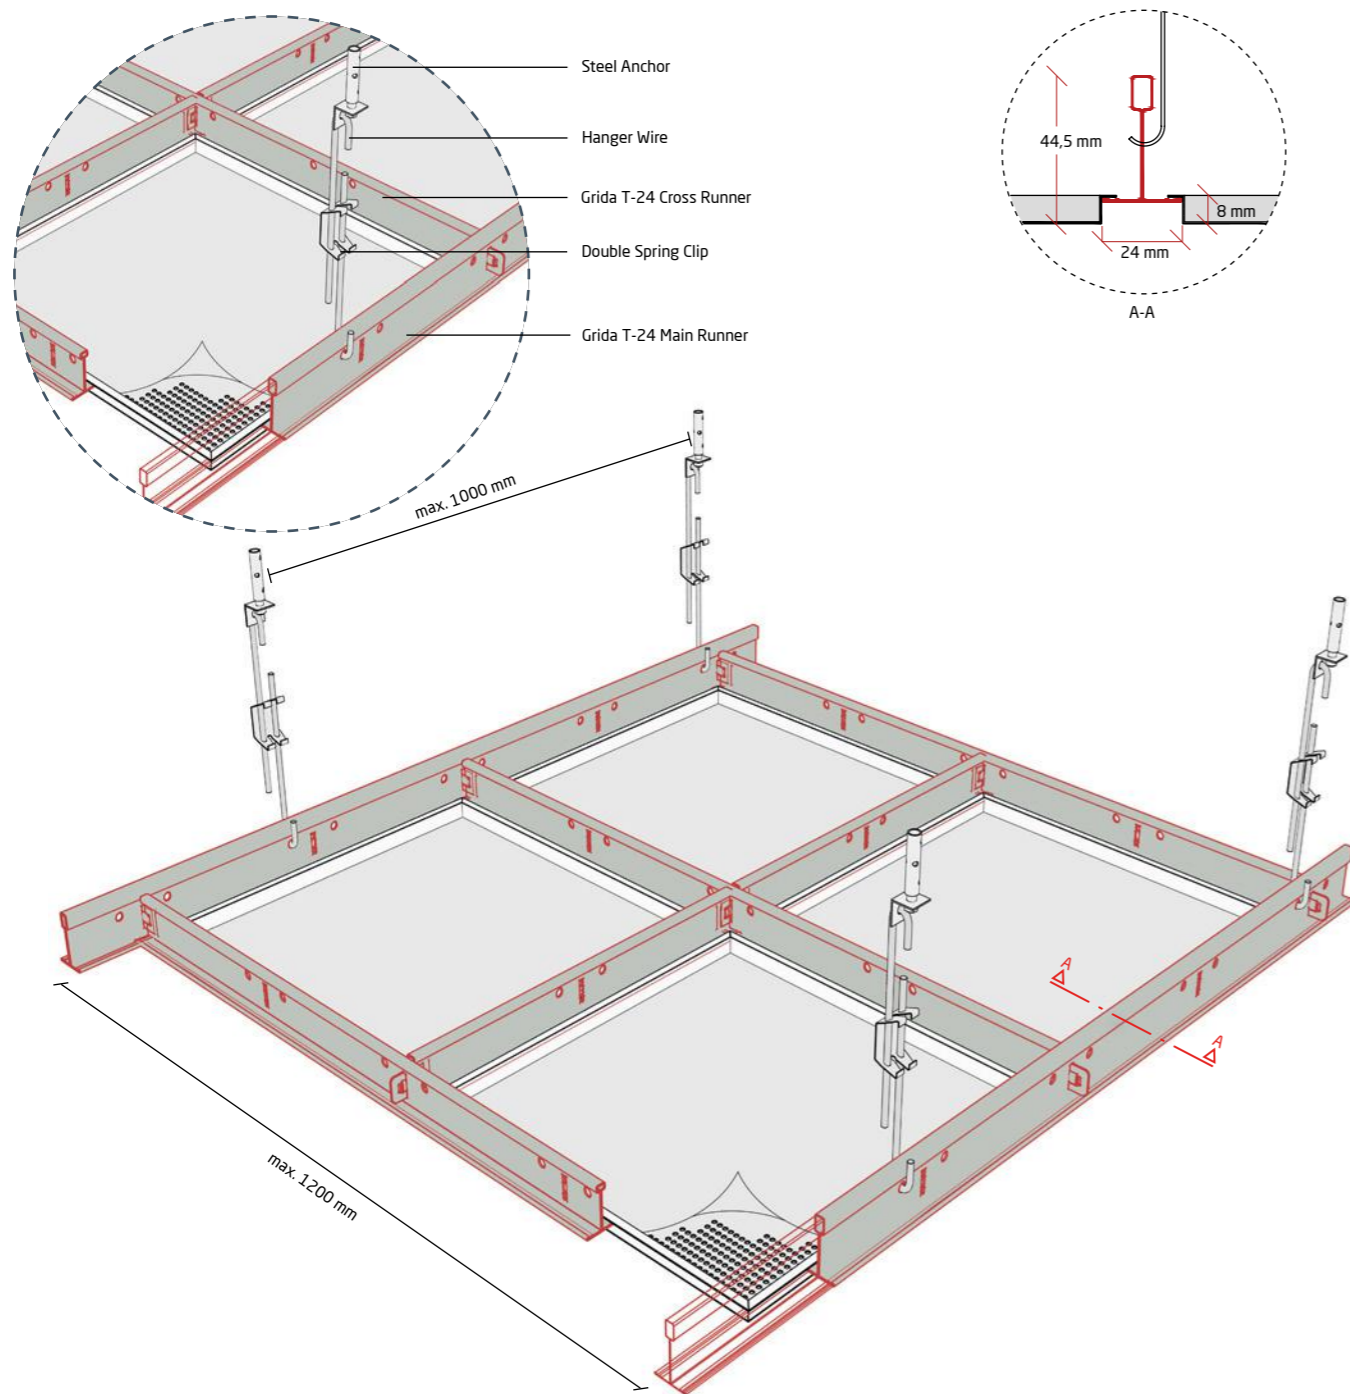 Steel Anchor
Hanger Wire
Grida T-24 Cross Runner
Double Spring Clip
Grida T-24 Main Runner
44,5 mm
8 mm
24 mm
A-A
max. 1000 mm
A
A
max. 1200 mm